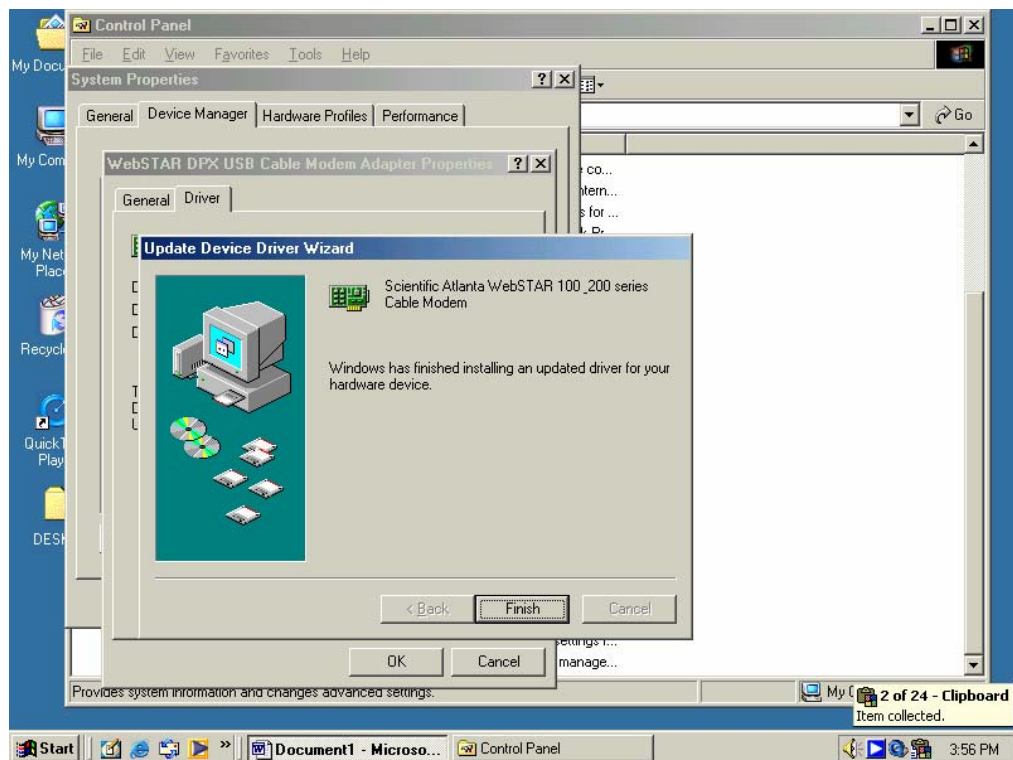 Control Panel
File Edit View Favorites Tools Help
My Docu
System Properties
General Device Manager Hardware Profiles Performance
Go
My Com
WebSTAR DPX USB Cable Modem Adapter Properties
co...
ntern...
General Driver
s for ...
My Net
Place
Update Device Driver Wizard
Scientific Atlanta WebSTAR 100_200 series
Cable Modem
Recycl
Windows has finished installing an updated driver for your
hardware device.
QuickT
Play
DESK
< Back Finish Cancel
settings f...
OK Cancel
manage...
Provides system information and changes advanced settings.
My C
2 of 24 - Clipboard
Item collected.
Start
»
Document1 - Microso...
Control Panel
3:56 PM